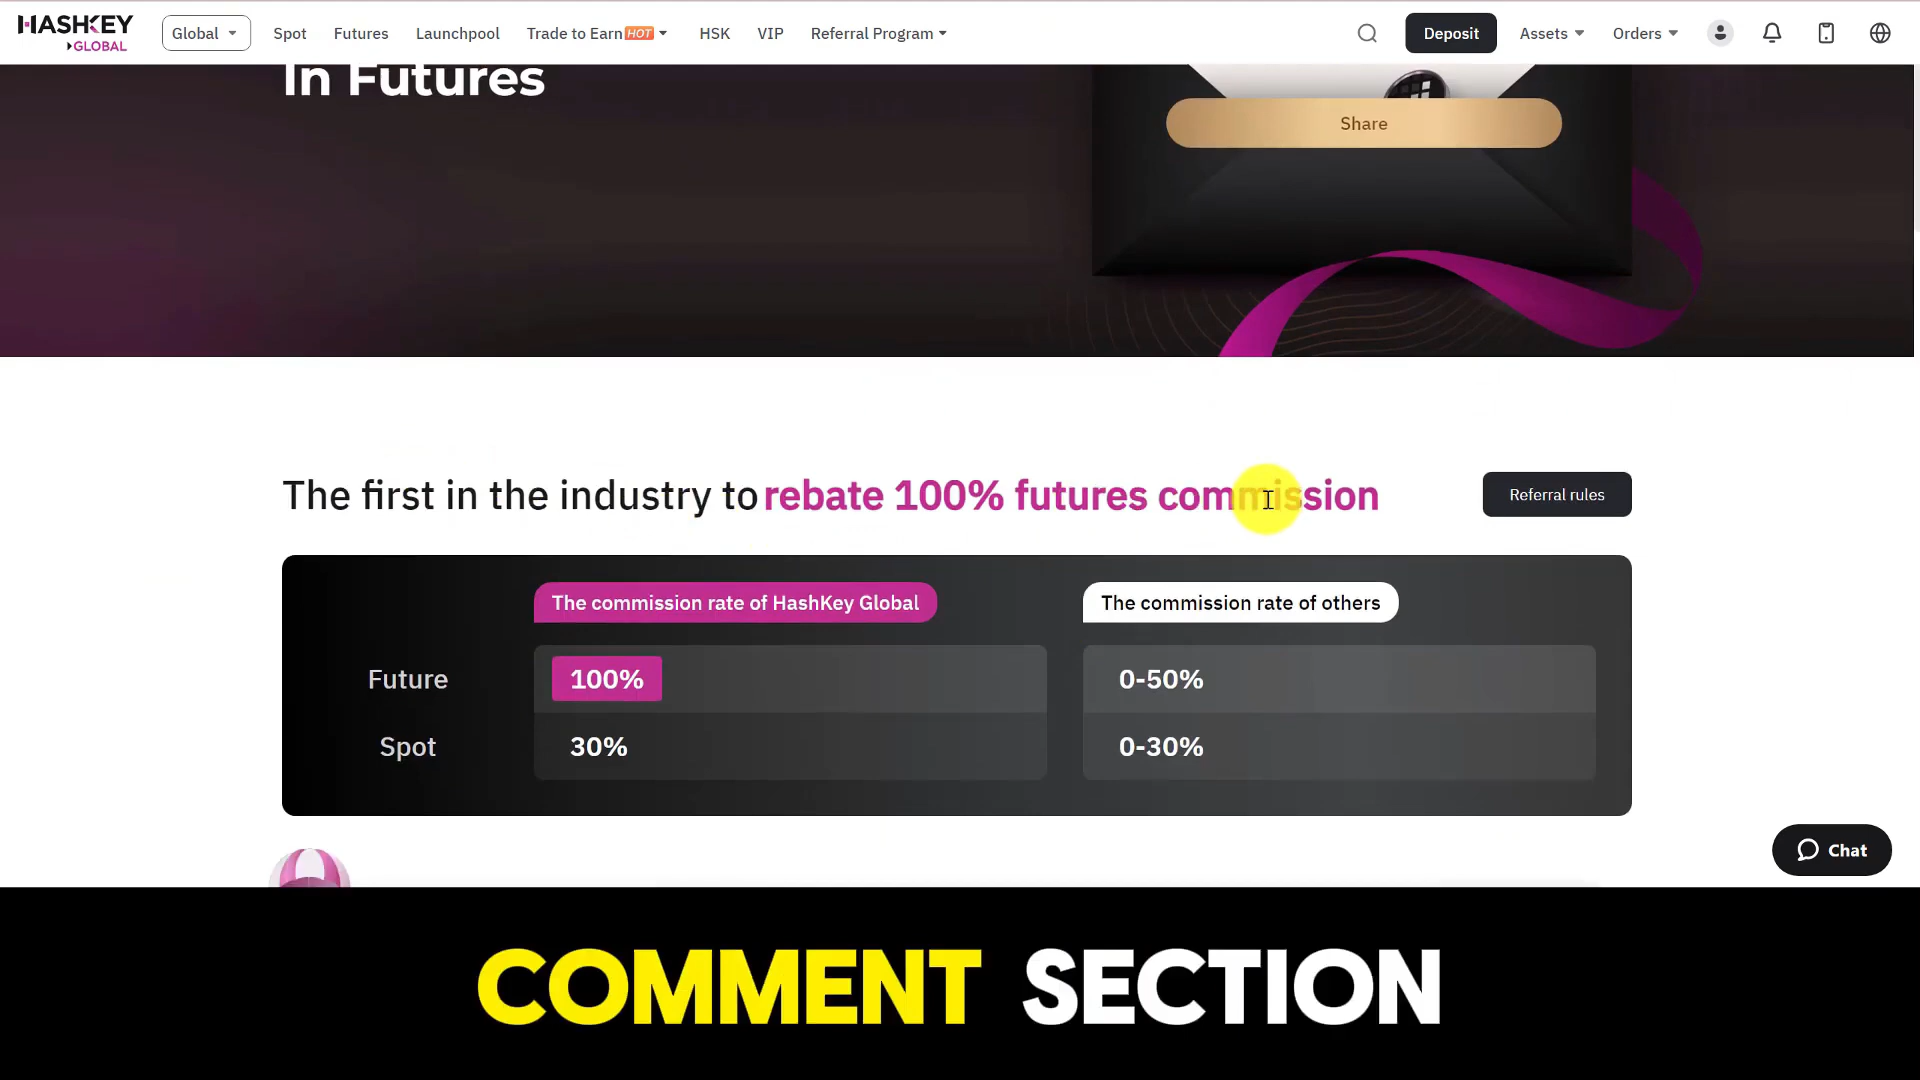 HASHKEY
GLOBAL
Global
Spot
Futures
Launchpool
Trade to Earn HOT
HSK
VIP
Referral Program
Deposit
Assets
Orders
In Futures
Share
The first in the industry to rebate 100% futures commission
Referral rules
The commission rate of HashKey Global
The commission rate of others
Future
100%
0-50%
Spot
30%
0-30%
Chat
COMMENT SECTION